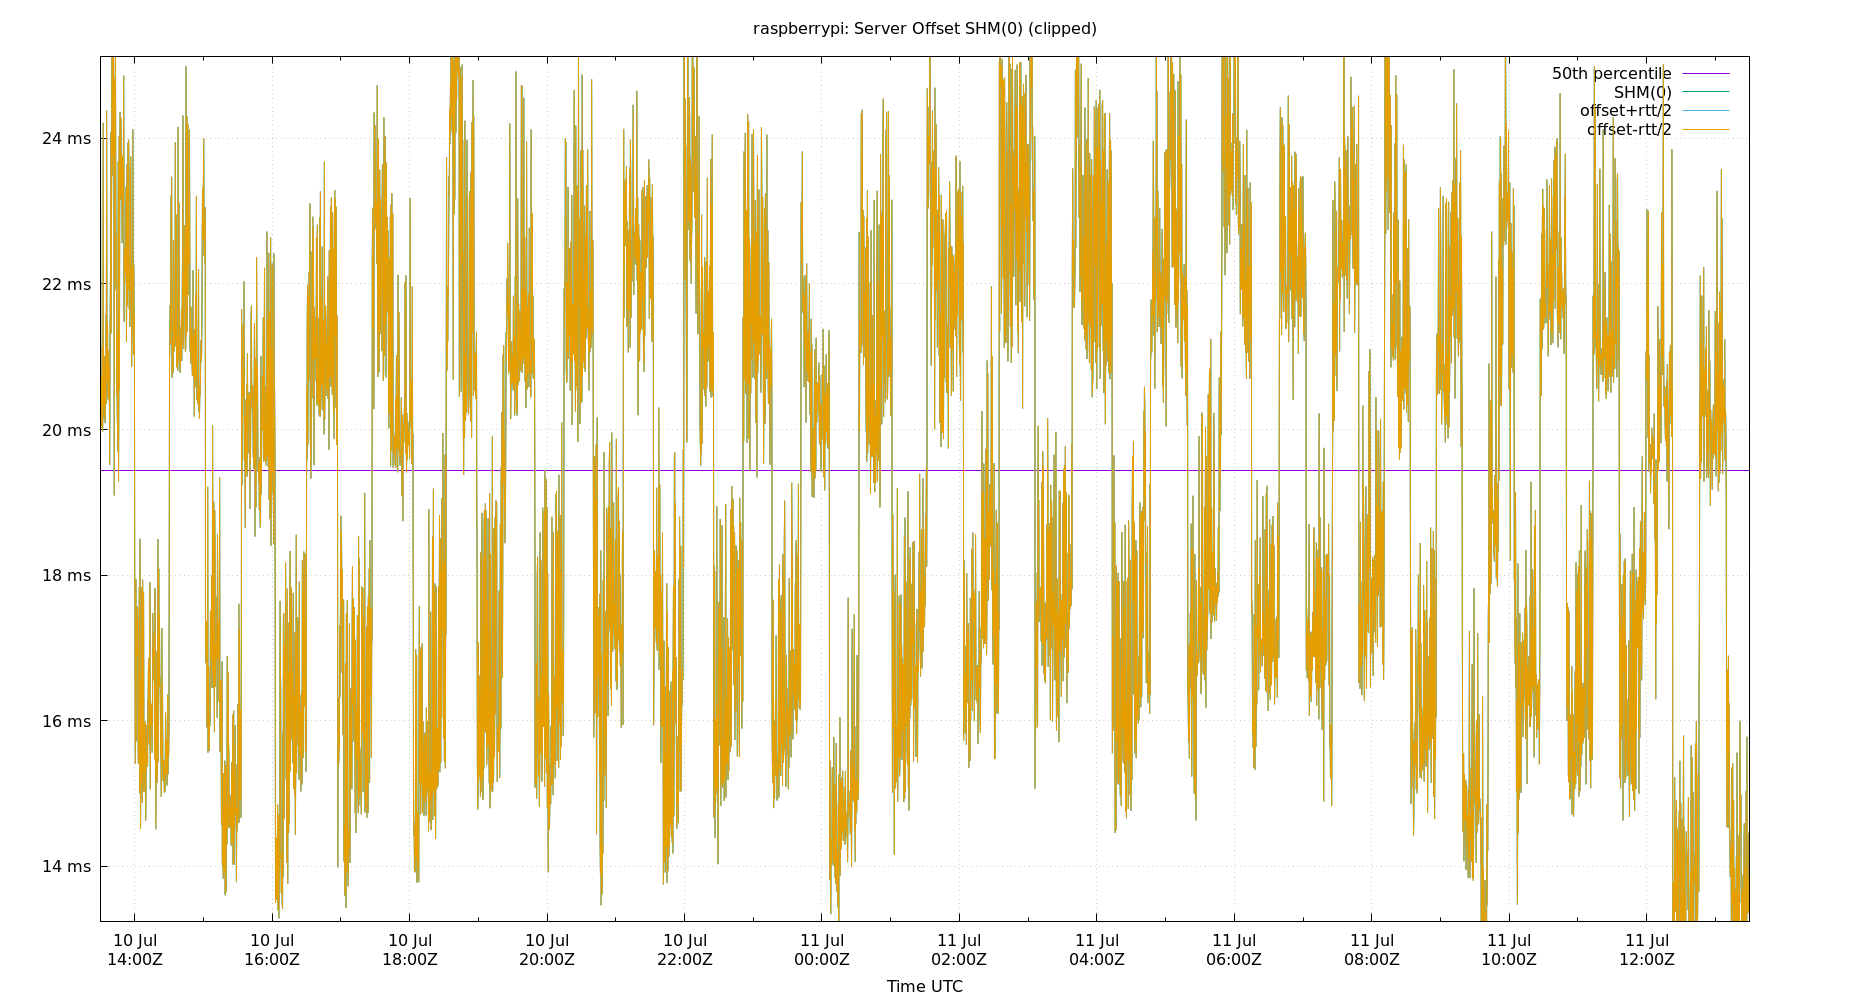 raspberrypi: Server Offset SHM(0) (clipped)
50th percentile
SHM(0)
offset+rtt/2
offset-rtt/2
24 ms
22 ms
20 ms
18 ms
16 ms
14 ms
10 Jul 10 Jul 10 Jul 10 Jul 10 Jul 11 Jul 11 Jul 11 Jul 11 Jul 11 Jul 11 Jul 11 Jul
14:00Z 16:00Z 18:00Z 20:00Z 22:00Z 00:00Z 02:00Z 04:00Z 06:00Z 08:00Z 10:00Z 12:00Z
Time UTC